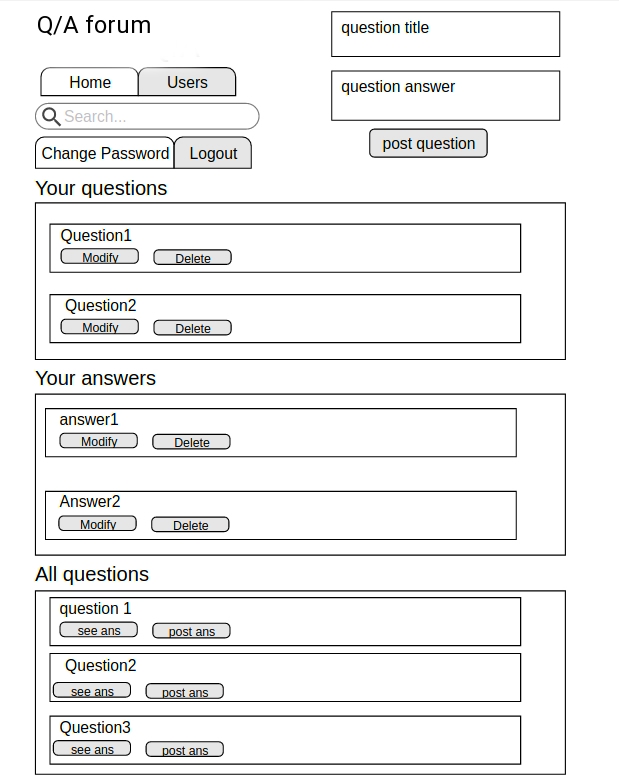 Q/A forum
question title
Home
Users
question answer
Search...
post question
Change Password
Logout
Your questions
Question1
Modify
Delete
Question2
Modify
Delete
Your answers
answer1
Modify
Delete
Answer2
Modify
Delete
All questions
question 1
see ans
post ans
Question2
see ans
post ans
Question3
see ans
post ans